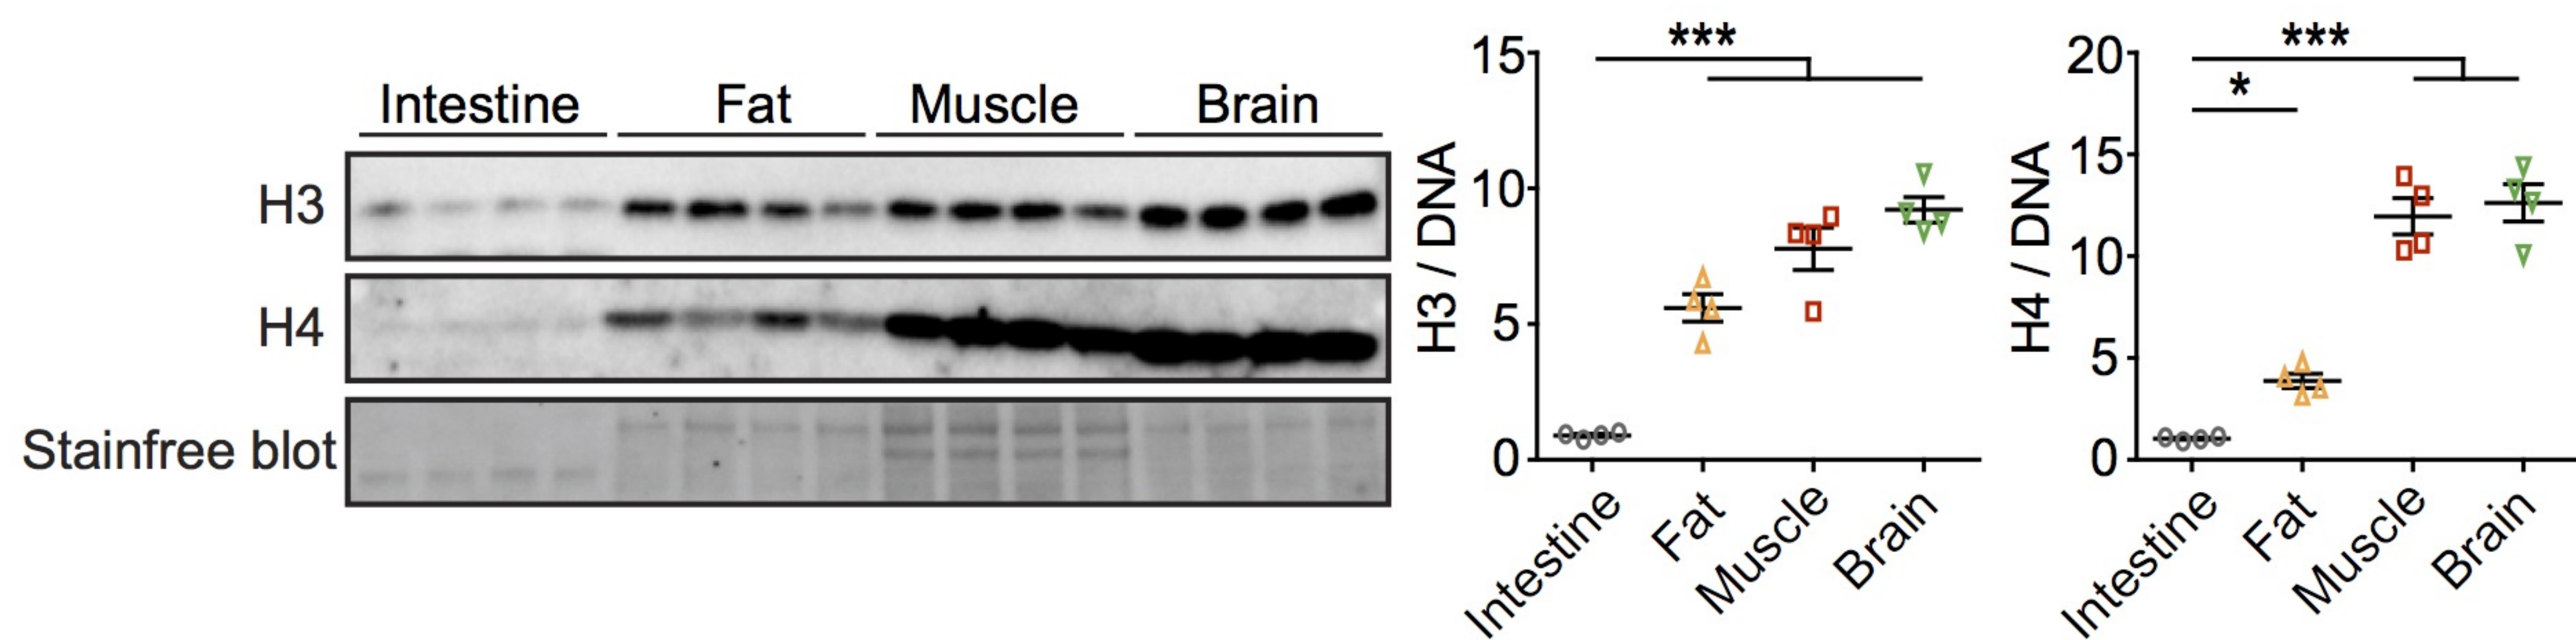 Intestine Fat Muscle Brain
H3
H4
Stainfree blot
***
15
10
5
0
H3 / DNA
Intestine
Fat
Muscle
Brain
***
*
20
15
10
5
0
H4 / DNA
Intestine
Fat
Muscle
Brain